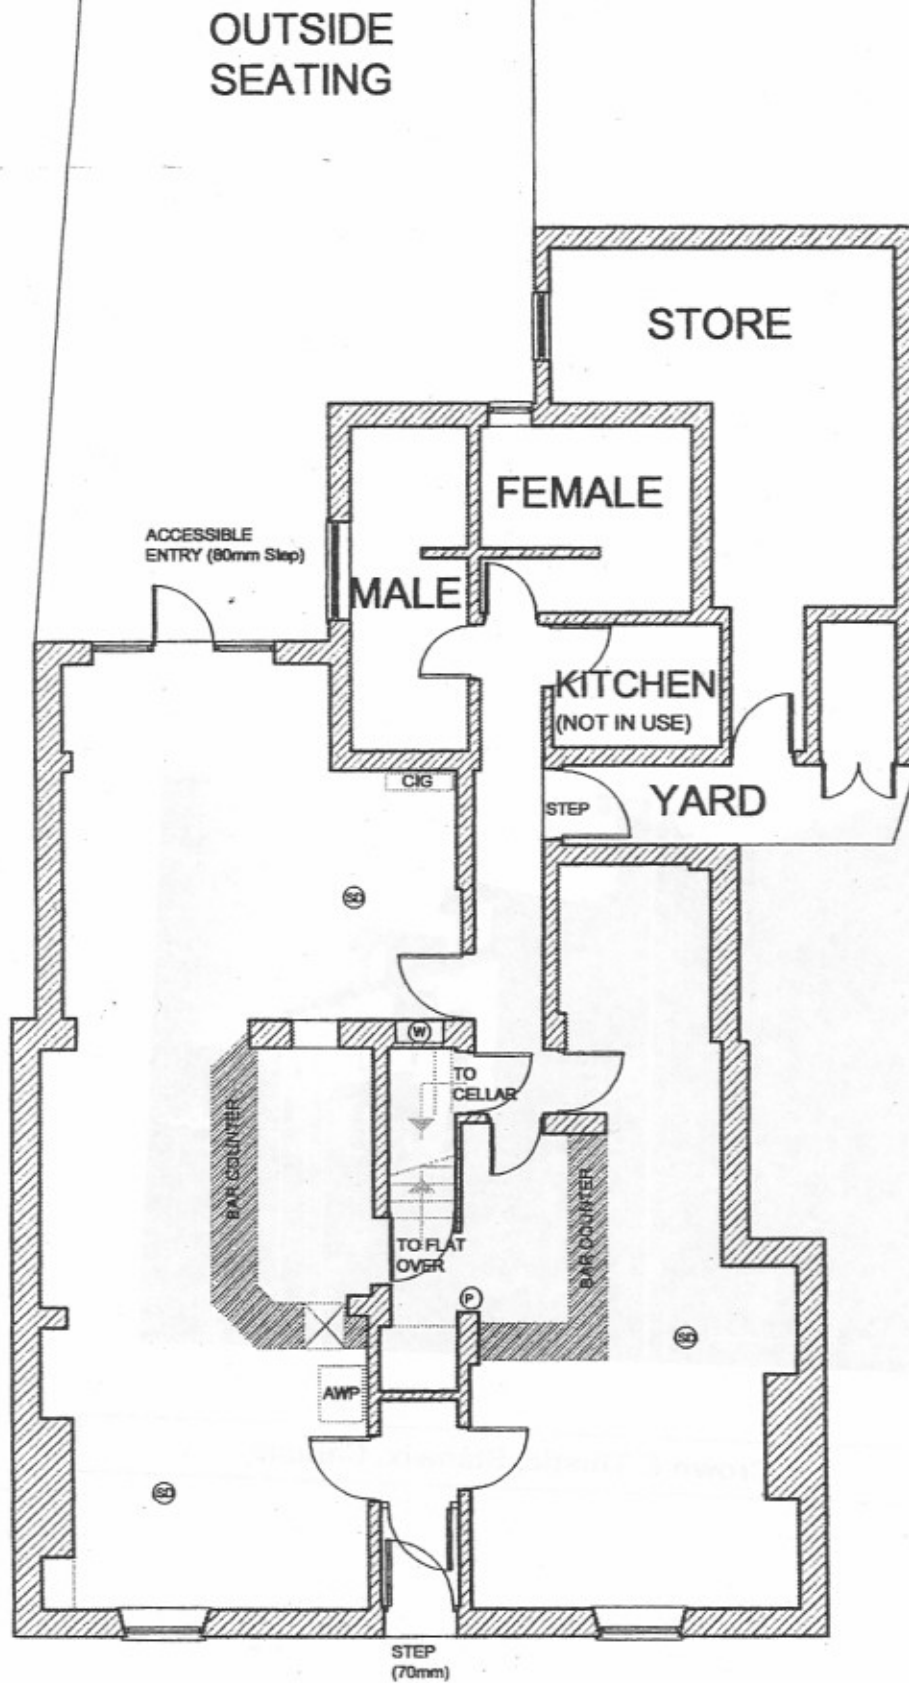 OUTSIDE
SEATING
STORE
FEMALE
ACCESSIBLE
ENTRY (80mm Step)
MALE
KITCHEN
(NOT IN USE)
CIG
STEP
YARD
SD
W
TO
CELLAR
BAR COUNTER
BAR COUNTER
TO FLAT
OVER
P
SD
AWP
SD
STEP
(70mm)